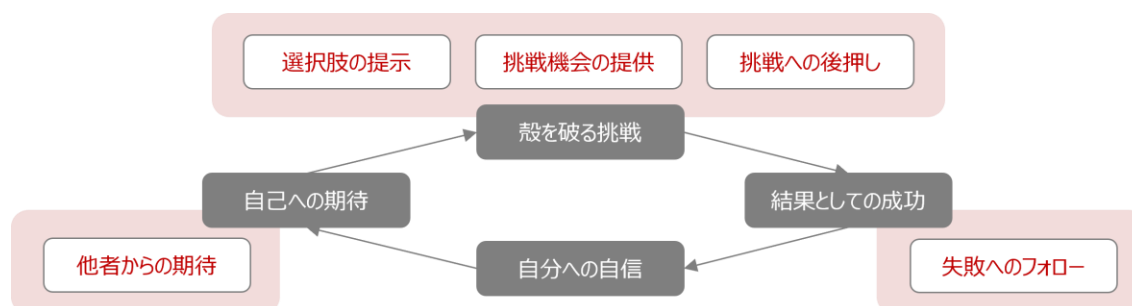 選択肢の提示
挑戦機会の提供
挑戦への後押し
殻を破る挑戦
自己への期待
結果としての成功
他者からの期待
自分への自信
失敗へのフォロー